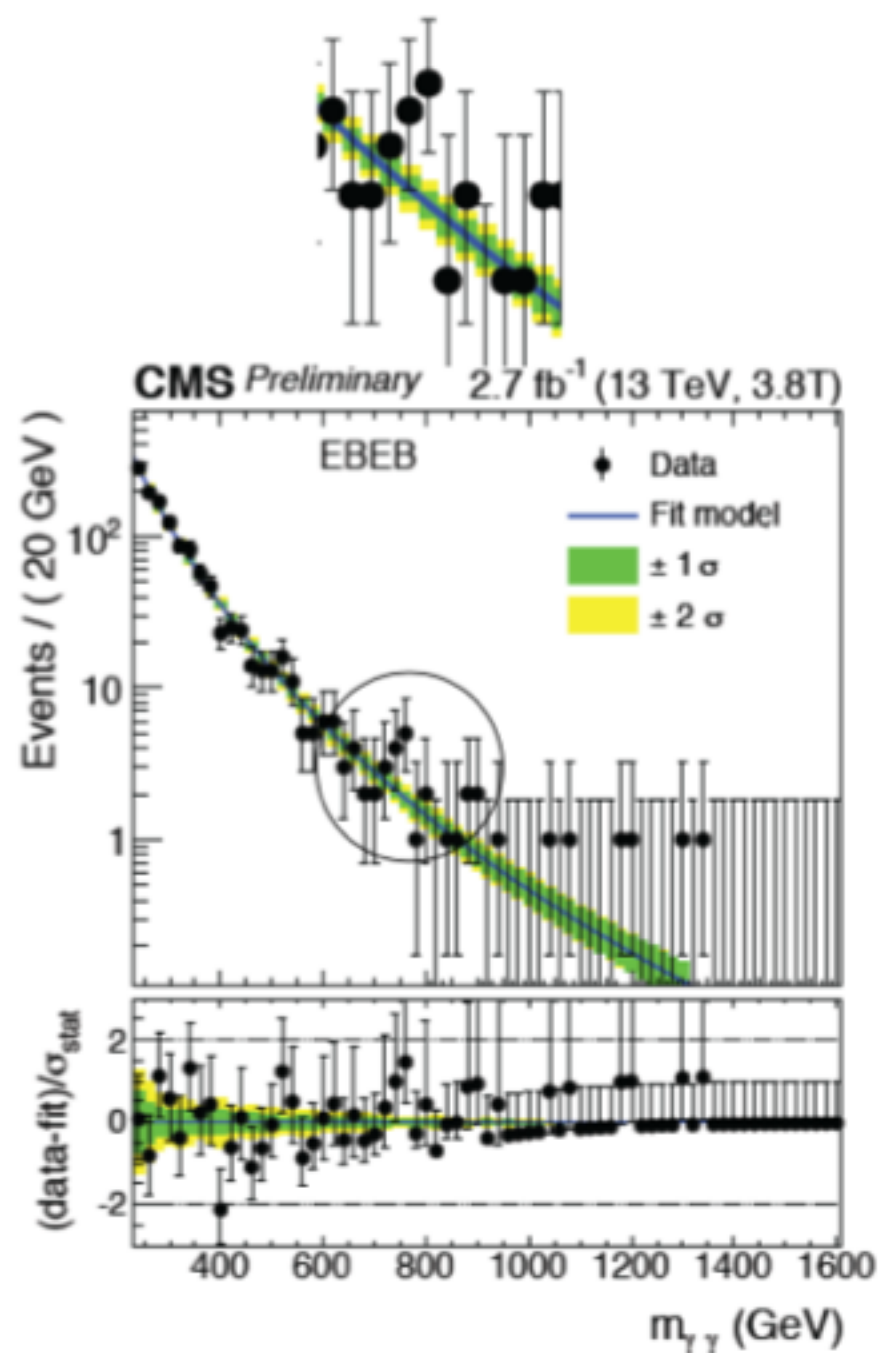 CMS Preliminary 2.7 fb⁻¹ (13 TeV, 3.8T)
EBEB
Data
Fit model
± 1 σ
± 2 σ
Events / ( 20 GeV )
10²
10
1
(data-fit)/σstat
2
0
-2
400 600 800 1000 1200 1400 1600
mγγ (GeV)